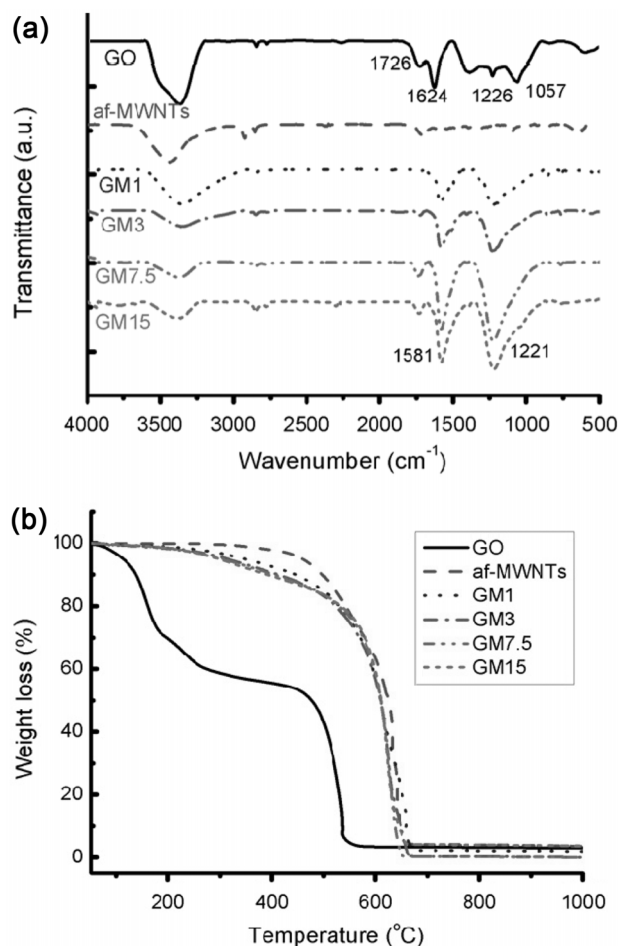 (a)
GO
1726
1624
1226
1057
af-MWNTs
GM1
GM3
GM7.5
GM15
1581
1221
Transmittance (a.u.)
4000 3500 3000 2500 2000 1500 1000 500
Wavenumber (cm⁻¹)
(b)
100
80
60
40
20
0
Weight loss (%)
GO
af-MWNTs
GM1
GM3
GM7.5
GM15
200 400 600 800 1000
Temperature (°C)